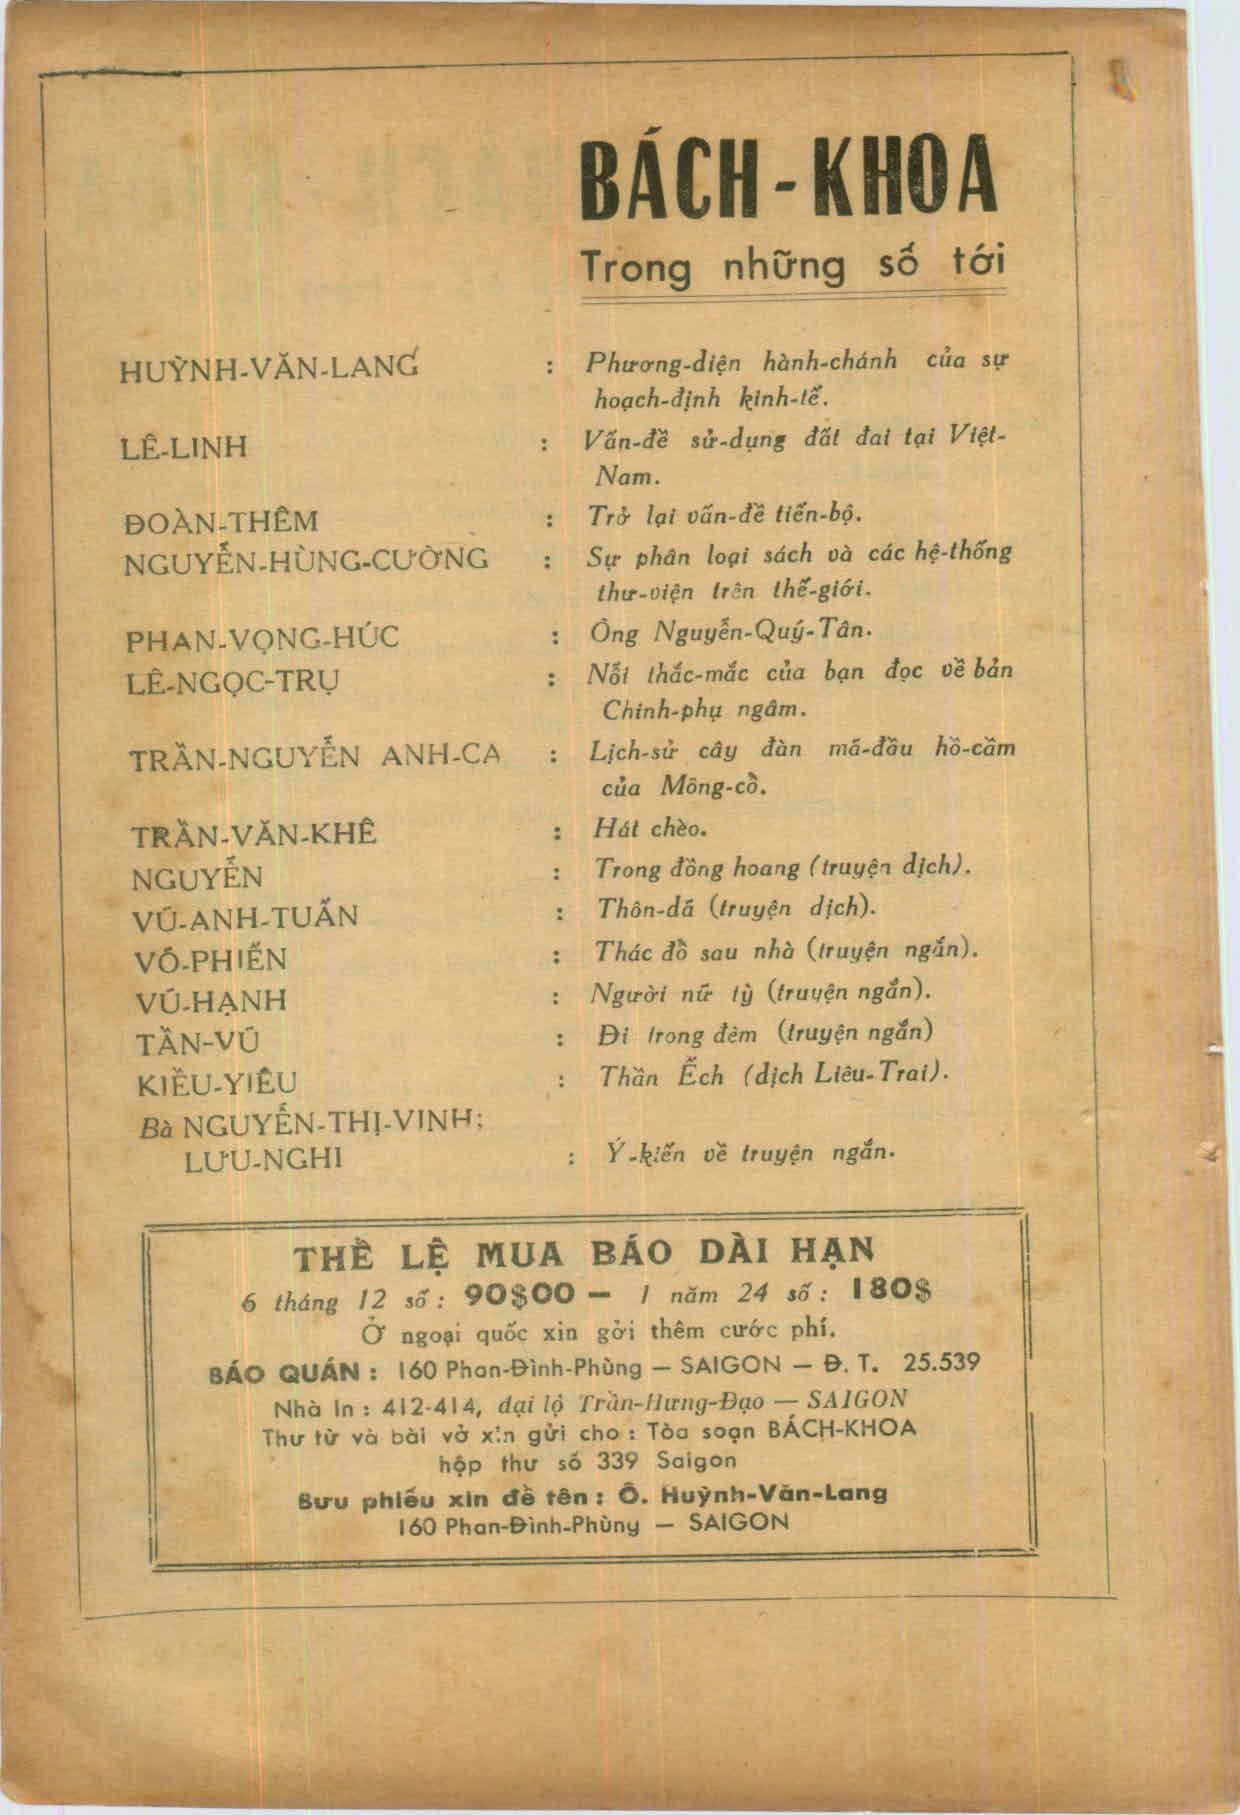 BÁCH-KHOA
Trong những số tới
HUỲNH-VĂN-LANG : Phương-diện hành-chánh của sự
hoạch-định kinh-tế.
LÊ-LINH : Vấn-đề sử-dụng đất đai tại Việt-
Nam.
ĐOÀN-THÊM : Trở lại vấn-đề tiến-bộ.
NGUYỄN-HÙNG-CƯỜNG : Sự phân loại sách và các hệ-thống
thư-viện trên thế-giới.
PHAN-VỌNG-HÚC : Ông Nguyễn-Quý-Tân.
LÊ-NGỌC-TRỤ : Nỗi thắc-mắc của bạn đọc về bản
Chinh-phụ ngâm.
TRẦN-NGUYỄN ANH-CA : Lịch-sử cây đàn mã-đầu hồ-cầm
của Mông-cổ.
TRẦN-VĂN-KHÊ : Hát chèo.
NGUYỄN : Trong đồng hoang (truyện dịch).
VŨ-ANH-TUẤN : Thôn-dã (truyện dịch).
VÕ-PHIẾN : Thác đổ sau nhà (truyện ngắn).
VŨ-HẠNH : Người nữ tỳ (truyện ngắn).
TẦN-VŨ : Đi trong đêm (truyện ngắn)
KIỀU-YIÊU : Thần Ếch (dịch Liêu-Trai).
Bà NGUYỄN-THỊ-VINH;
LƯU-NGHI : Ý-kiến về truyện ngắn.
THỂ LỆ MUA BÁO DÀI HẠN
6 tháng 12 số : 90$00 — 1 năm 24 số : 180$
Ở ngoại quốc xin gởi thêm cước phí.
BÁO QUÁN : 160 Phan-Đình-Phùng — SAIGON — Đ. T. 25.539
Nhà in : 412-414, đại lộ Trần-Hưng-Đạo — SAIGON
Thư từ và bài vở xin gửi cho : Tòa soạn BÁCH-KHOA
hộp thư số 339 Saigon
Bưu phiếu xin đề tên : Ô. Huỳnh-Văn-Lang
160 Phan-Đình-Phùng — SAIGON